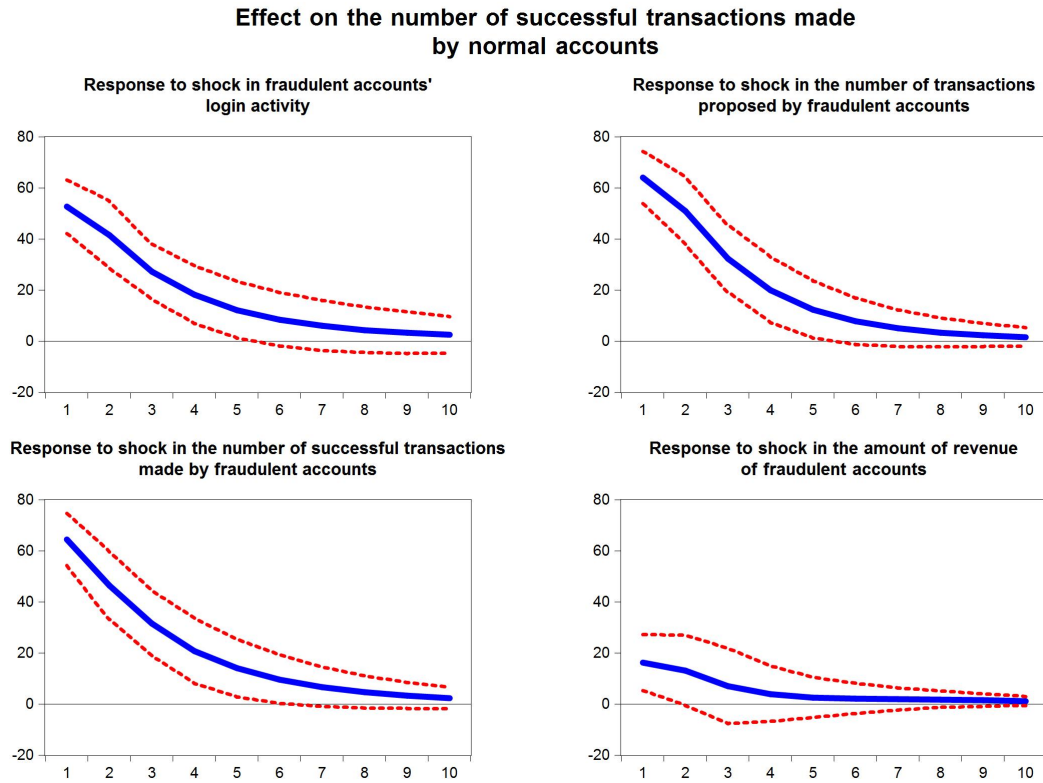 Effect on the number of successful transactions made
by normal accounts
Response to shock in fraudulent accounts'
login activity
80
60
40
20
0
-20
1 2 3 4 5 6 7 8 9 10
Response to shock in the number of transactions
proposed by fraudulent accounts
80
60
40
20
0
-20
1 2 3 4 5 6 7 8 9 10
Response to shock in the number of successful transactions
made by fraudulent accounts
80
60
40
20
0
-20
1 2 3 4 5 6 7 8 9 10
Response to shock in the amount of revenue
of fraudulent accounts
80
60
40
20
0
-20
1 2 3 4 5 6 7 8 9 10